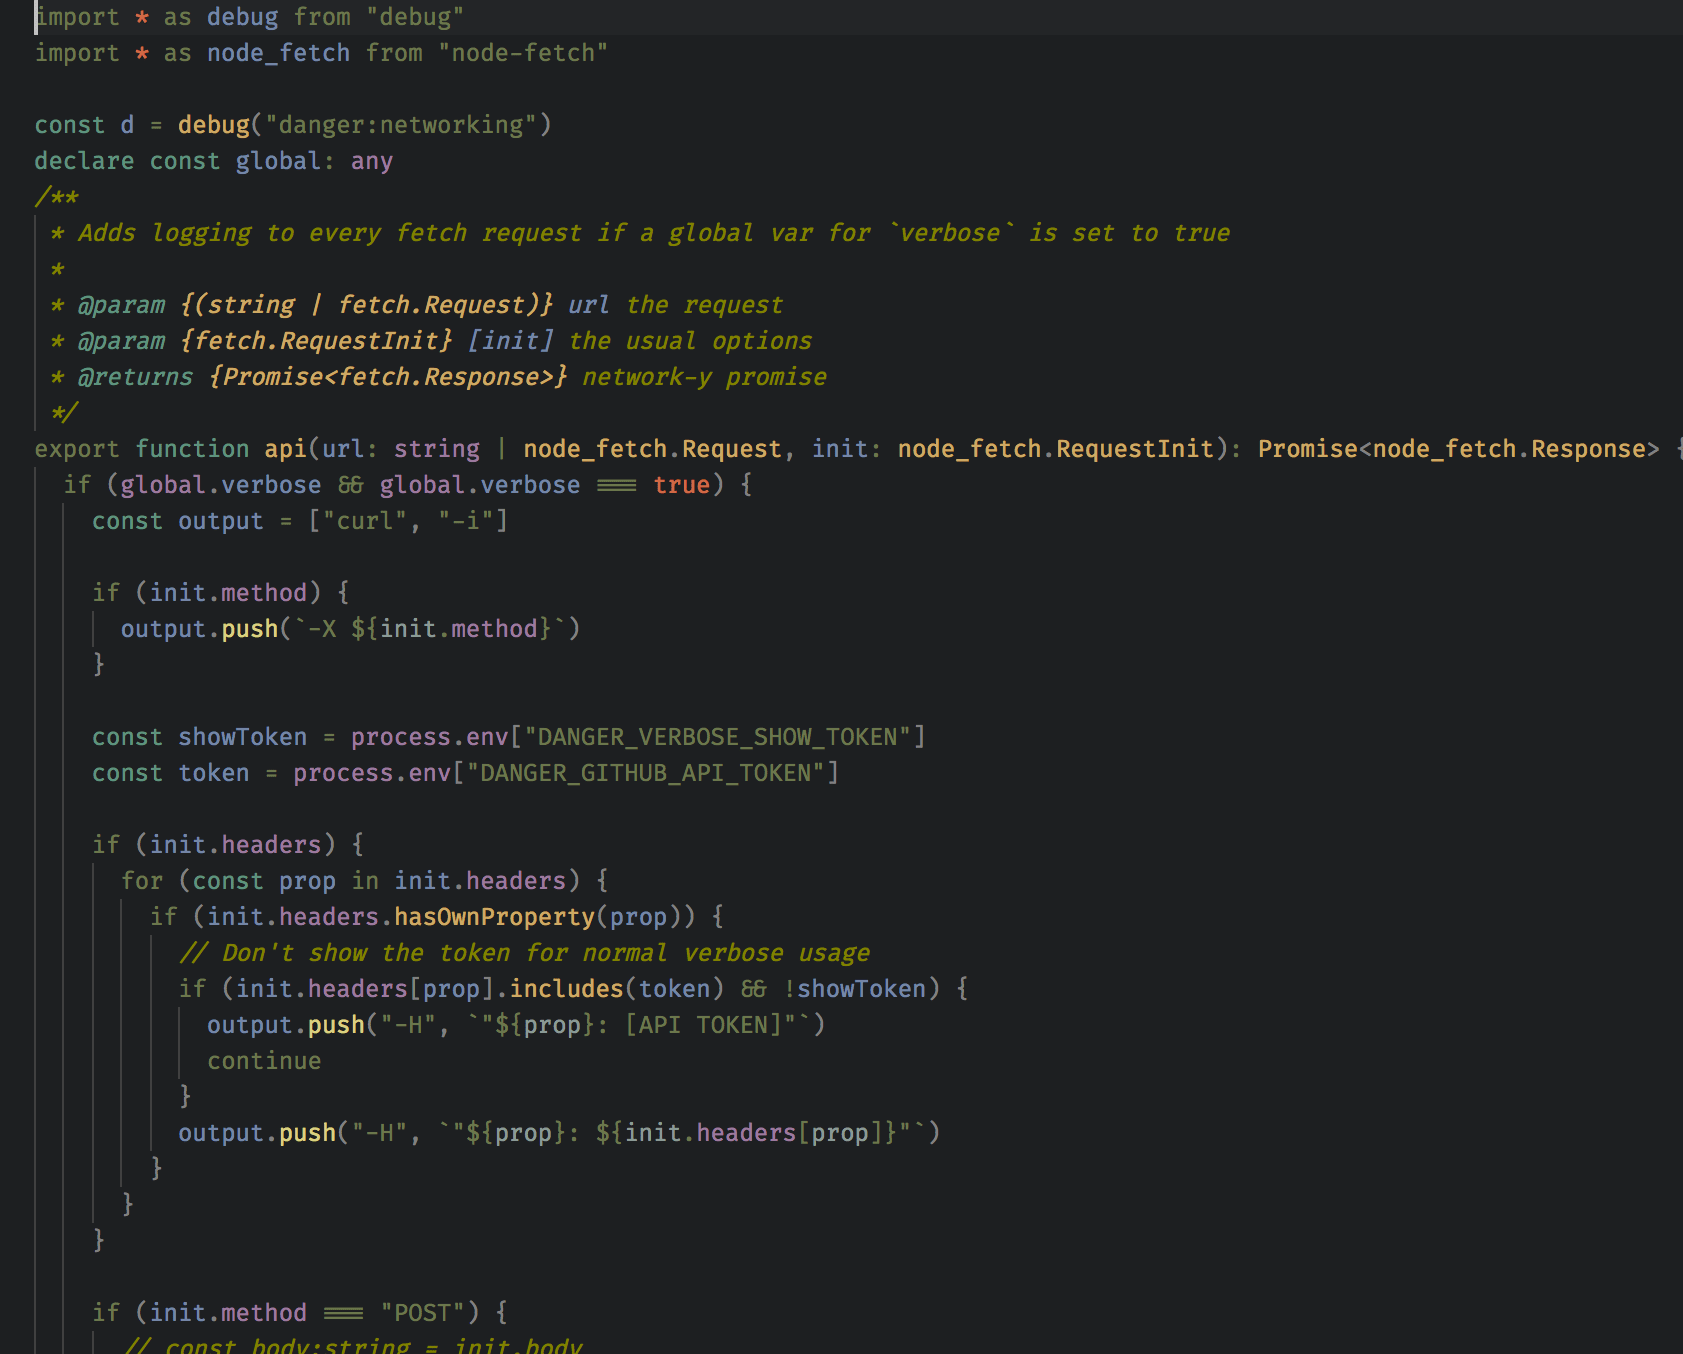 import * as debug from "debug"
import * as node_fetch from "node-fetch"
const d = debug("danger:networking")
declare const global: any
/**
* Adds logging to every fetch request if a global var for `verbose` is set to true
*
* @param {(string | fetch.Request)} url the request
* @param {fetch.RequestInit} [init] the usual options
* @returns {Promise<fetch.Response>} network-y promise
*/
export function api(url: string | node_fetch.Request, init: node_fetch.RequestInit): Promise<node_fetch.Response> {
if (global.verbose && global.verbose === true) {
const output = ["curl", "-i"]
if (init.method) {
output.push(`-X ${init.method}`)
}
const showToken = process.env["DANGER_VERBOSE_SHOW_TOKEN"]
const token = process.env["DANGER_GITHUB_API_TOKEN"]
if (init.headers) {
for (const prop in init.headers) {
if (init.headers.hasOwnProperty(prop)) {
// Don't show the token for normal verbose usage
if (init.headers[prop].includes(token) && !showToken) {
output.push("-H", `"${prop}: [API TOKEN]"`)
continue
}
output.push("-H", `"${prop}: ${init.headers[prop]}"`)
}
}
}
if (init.method === "POST") {
// const body:string = init.body